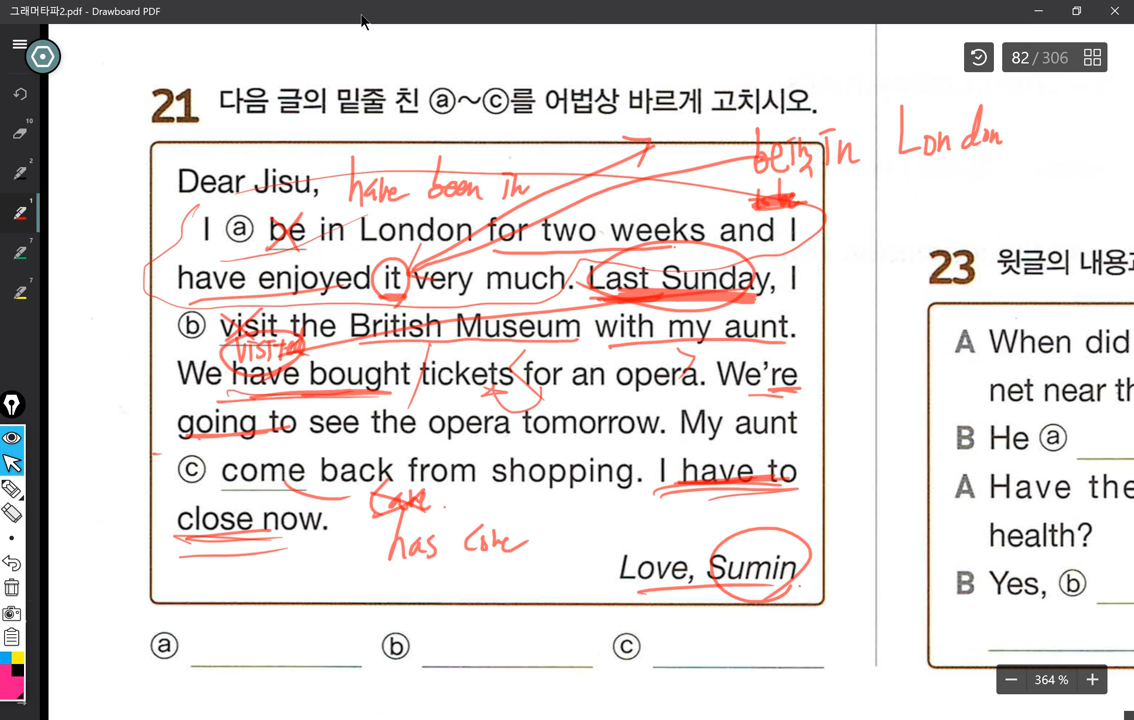 그래머타파2.pdf - Drawboard PDF
82 / 306
21 다음 글의 밑줄 친 ⓐ~ⓒ를 어법상 바르게 고치시오.
being in London
Dear Jisu,
have been in
I ⓐ be in London for two weeks and I
have enjoyed it very much. Last Sunday, I
ⓑ visit the British Museum with my aunt.
visited
We have bought tickets for an opera. We're
going to see the opera tomorrow. My aunt
ⓒ come back from shopping. I have to
close now.
has come
Love, Sumin
ⓐ ⓑ ⓒ
23 윗글의 내용과
A When did
net near th
B He ⓐ
A Have the
health?
B Yes, ⓑ
364 %
10
2
1
7
7